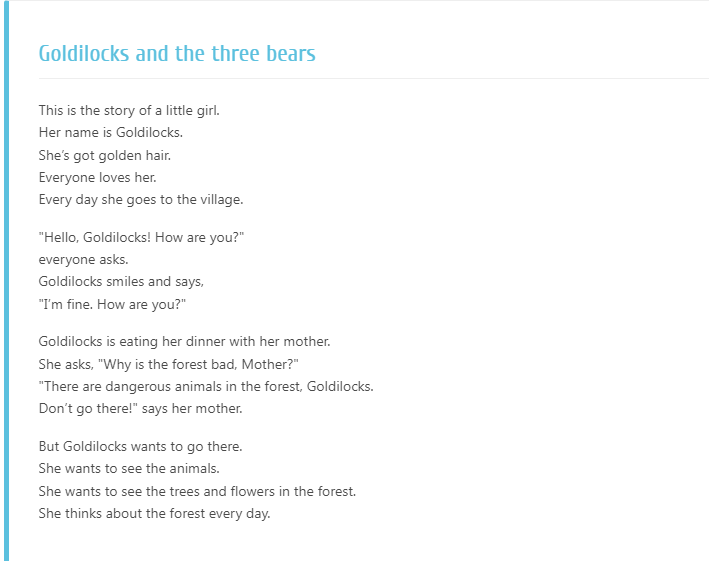 Goldilocks and the three bears
This is the story of a little girl.
Her name is Goldilocks.
She's got golden hair.
Everyone loves her.
Every day she goes to the village.
"Hello, Goldilocks! How are you?"
everyone asks.
Goldilocks smiles and says,
"I'm fine. How are you?"
Goldilocks is eating her dinner with her mother.
She asks, "Why is the forest bad, Mother?"
"There are dangerous animals in the forest, Goldilocks.
Don't go there!" says her mother.
But Goldilocks wants to go there.
She wants to see the animals.
She wants to see the trees and flowers in the forest.
She thinks about the forest every day.